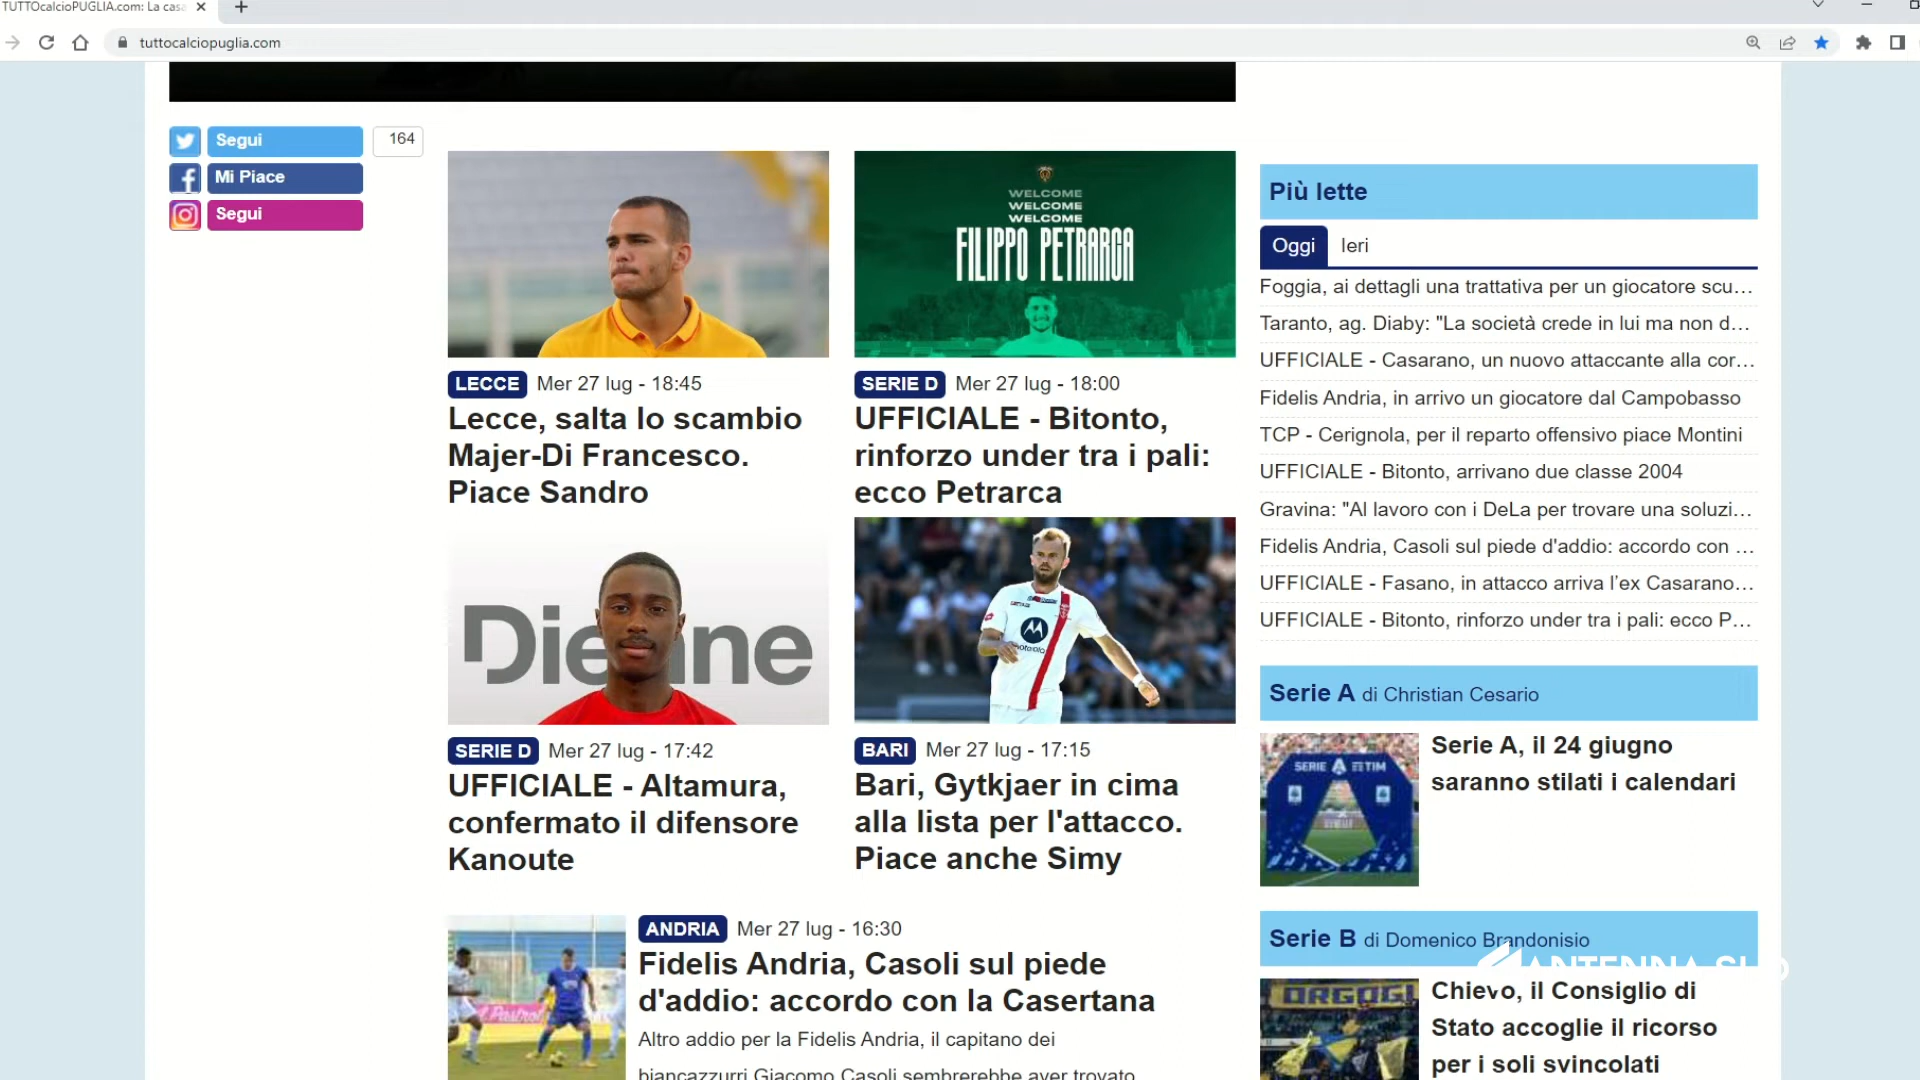 TUTTOcalcioPUGLIA.com: La casa
tuttocalciopuglia.com
Segui
164
Mi Piace
Segui
WELCOME
WELCOME
WELCOME
FILIPPO PETRARCA
LECCE Mer 27 lug - 18:45
Lecce, salta lo scambio
Majer-Di Francesco.
Piace Sandro
SERIE D Mer 27 lug - 18:00
UFFICIALE - Bitonto,
rinforzo under tra i pali:
ecco Petrarca
motorola
SERIE D Mer 27 lug - 17:42
UFFICIALE - Altamura,
confermato il difensore
Kanoute
BARI Mer 27 lug - 17:15
Bari, Gytkjaer in cima
alla lista per l'attacco.
Piace anche Simy
ANDRIA Mer 27 lug - 16:30
Fidelis Andria, Casoli sul piede
d'addio: accordo con la Casertana
Altro addio per la Fidelis Andria, il capitano dei
biancazzurri Giacomo Casoli sembrerebbe aver trovato
Più lette
Oggi Ieri
Foggia, ai dettagli una trattativa per un giocatore scu...
Taranto, ag. Diaby: "La società crede in lui ma non d...
UFFICIALE - Casarano, un nuovo attaccante alla cor...
Fidelis Andria, in arrivo un giocatore dal Campobasso
TCP - Cerignola, per il reparto offensivo piace Montini
UFFICIALE - Bitonto, arrivano due classe 2004
Gravina: "Al lavoro con i DeLa per trovare una soluzi...
Fidelis Andria, Casoli sul piede d'addio: accordo con ...
UFFICIALE - Fasano, in attacco arriva l'ex Casarano...
UFFICIALE - Bitonto, rinforzo under tra i pali: ecco P...
Serie A di Christian Cesario
SERIE A TIM
Serie A, il 24 giugno
saranno stilati i calendari
Serie B di Domenico Brandonisio
ANTENNA SUD
Chievo, il Consiglio di
Stato accoglie il ricorso
per i soli svincolati